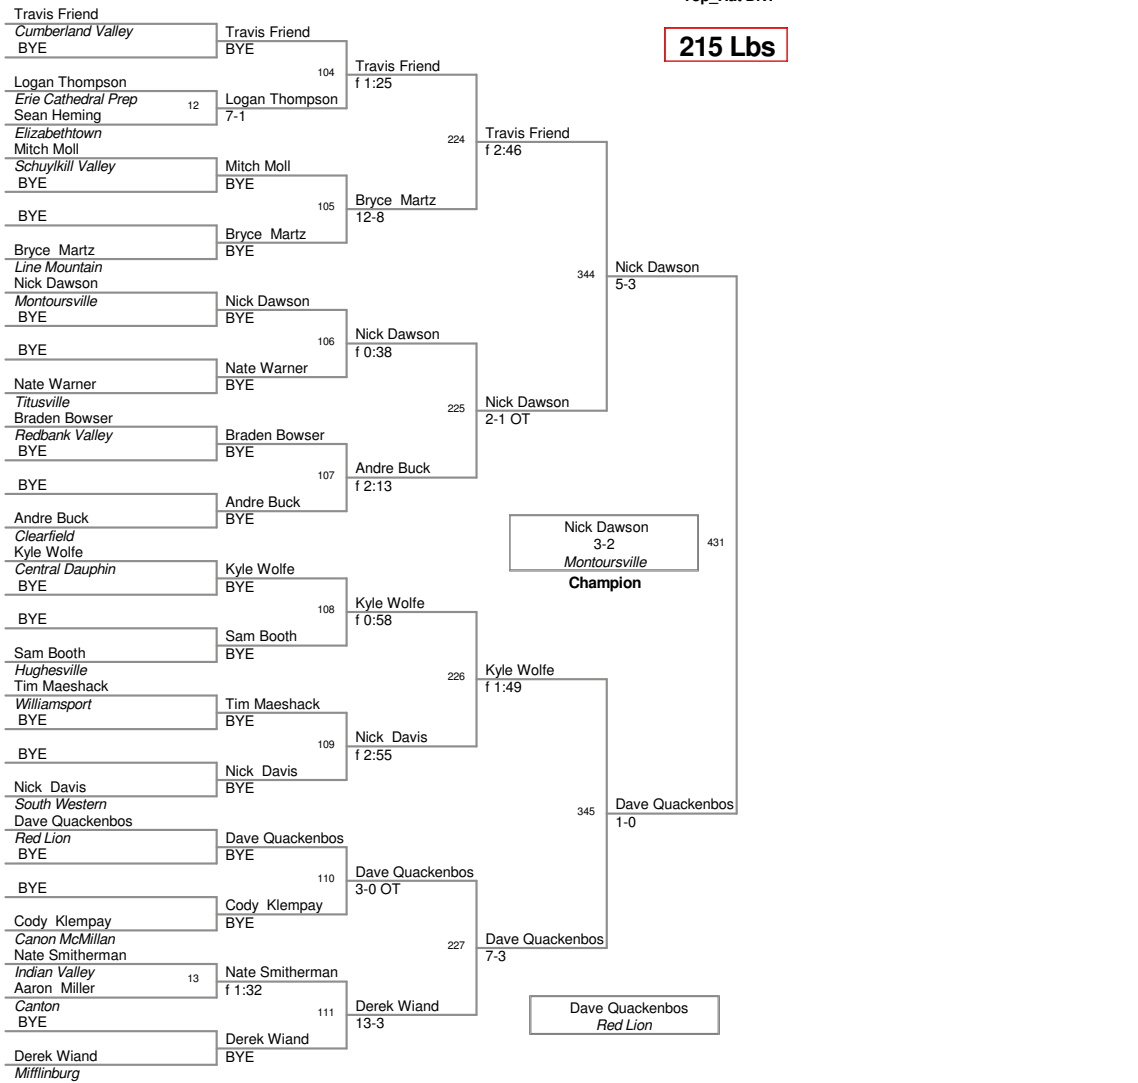 215 Lbs
Travis Friend
Cumberland Valley
BYE
Logan Thompson
Erie Cathedral Prep
12
Sean Heming
Elizabethtown
Mitch Moll
Schuylkill Valley
BYE
BYE
Bryce Martz
Line Mountain
Nick Dawson
Montoursville
BYE
BYE
Nate Warner
Titusville
Braden Bowser
Redbank Valley
BYE
BYE
Andre Buck
Clearfield
Kyle Wolfe
Central Dauphin
BYE
BYE
Sam Booth
Hughesville
Tim Maeshack
Williamsport
BYE
BYE
Nick Davis
South Western
Dave Quackenbos
Red Lion
BYE
BYE
Cody Klempay
Canon McMillan
Nate Smitherman
Indian Valley
13
Aaron Miller
Canton
BYE
Derek Wiand
Mifflinburg
Travis Friend
BYE
104
Logan Thompson
7-1
Mitch Moll
BYE
105
Bryce Martz
BYE
Nick Dawson
BYE
106
Nate Warner
BYE
Braden Bowser
BYE
107
Andre Buck
BYE
Kyle Wolfe
BYE
108
Sam Booth
BYE
Tim Maeshack
BYE
109
Nick Davis
BYE
Dave Quackenbos
BYE
110
Cody Klempay
BYE
Nate Smitherman
f 1:32
111
Derek Wiand
BYE
Travis Friend
f 1:25
224
Bryce Martz
12-8
Nick Dawson
f 0:38
225
Andre Buck
f 2:13
Kyle Wolfe
f 0:58
226
Nick Davis
f 2:55
Dave Quackenbos
3-0 OT
227
Derek Wiand
13-3
Travis Friend
f 2:46
344
Nick Dawson
2-1 OT
Kyle Wolfe
f 1:49
345
Dave Quackenbos
7-3
Nick Dawson
5-3
Dave Quackenbos
1-0
Nick Dawson
3-2
Montoursville
431
Champion
Dave Quackenbos
Red Lion